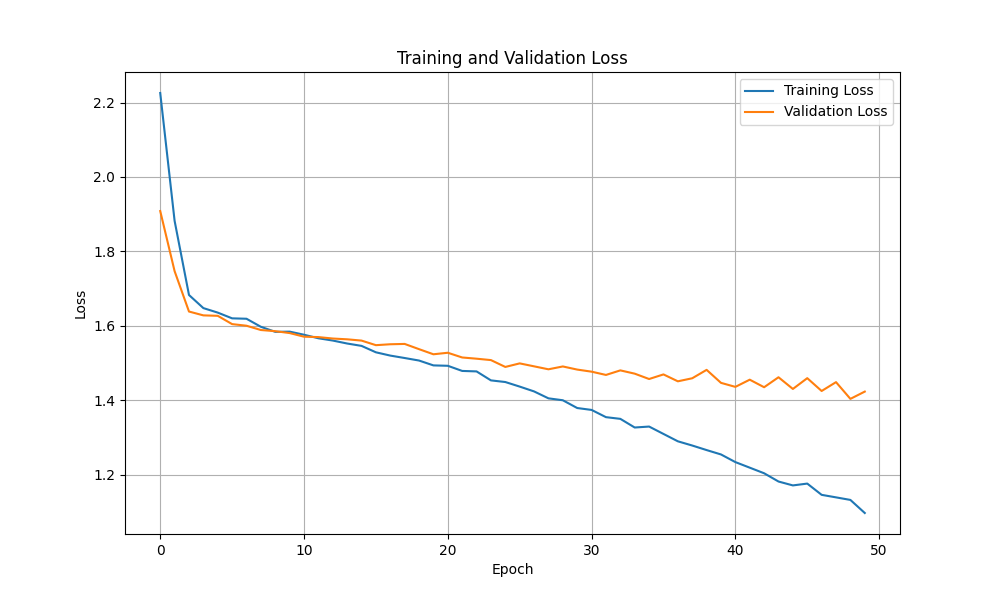 Training and Validation Loss
Training Loss
Validation Loss
2.2
2.0
1.8
1.6
1.4
1.2
Loss
0 10 20 30 40 50
Epoch